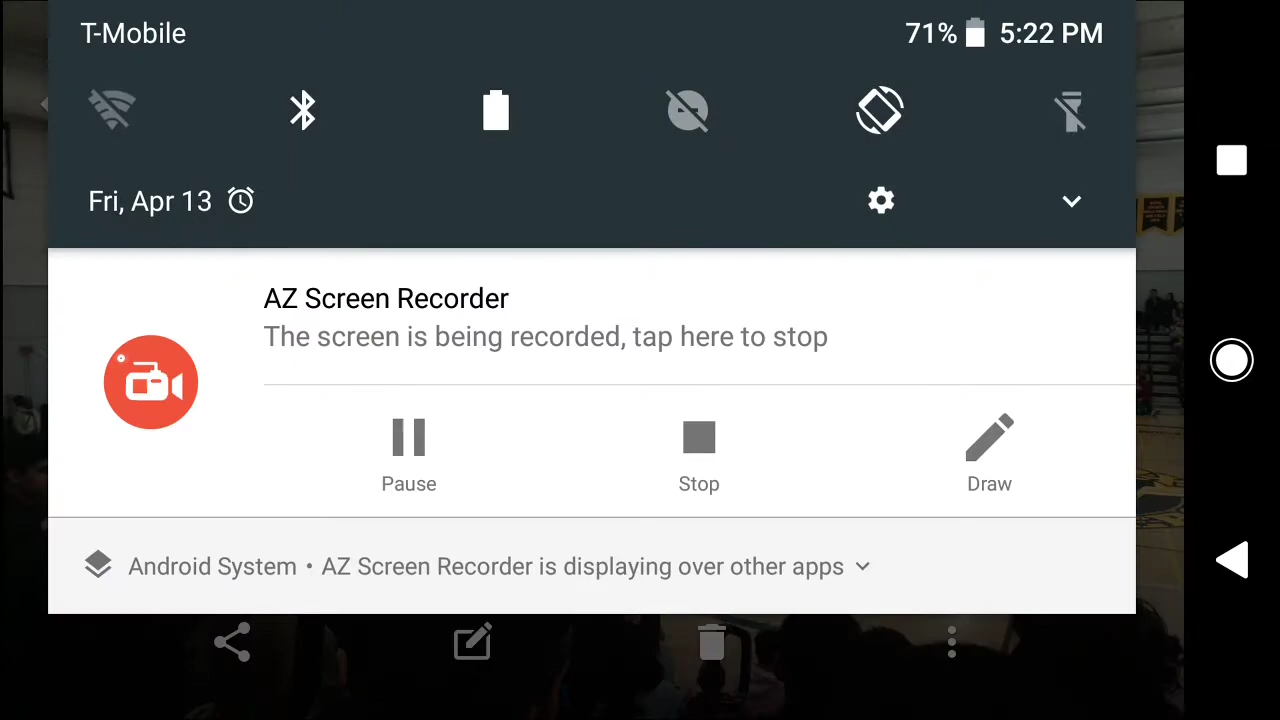 T-Mobile
71% 5:22 PM
Fri, Apr 13
AZ Screen Recorder
The screen is being recorded, tap here to stop
Pause
Stop
Draw
Android System • AZ Screen Recorder is displaying over other apps